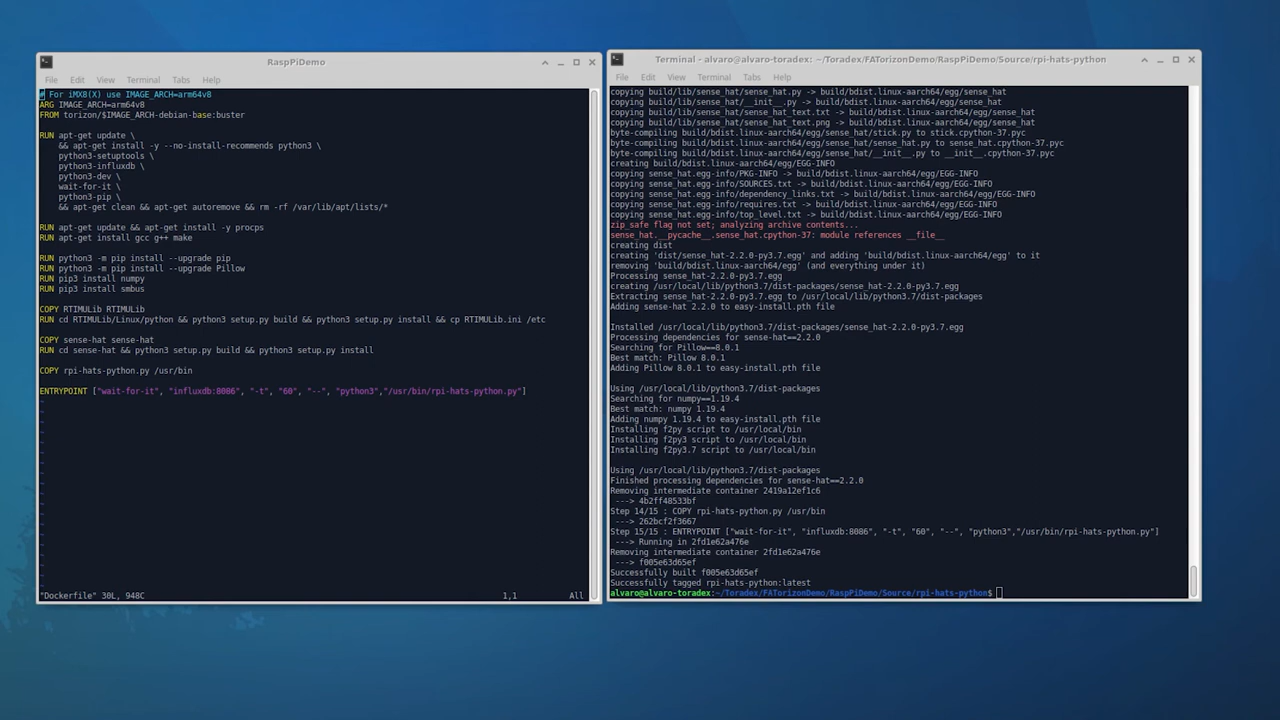 RaspPiDemo
File Edit View Terminal Tabs Help
# For iMX8(X) use IMAGE_ARCH=arm64v8
ARG IMAGE_ARCH=arm64v8
FROM torizon/$IMAGE_ARCH-debian-base:buster
RUN apt-get update \
&& apt-get install -y --no-install-recommends python3 \
python3-setuptools \
python3-influxdb \
python3-dev \
wait-for-it \
python3-pip \
&& apt-get clean && apt-get autoremove && rm -rf /var/lib/apt/lists/*
RUN apt-get update && apt-get install -y procps
RUN apt-get install gcc g++ make
RUN python3 -m pip install --upgrade pip
RUN python3 -m pip install --upgrade Pillow
RUN pip3 install numpy
RUN pip3 install smbus
COPY RTIMULib RTIMULib
RUN cd RTIMULib/Linux/python && python3 setup.py build && python3 setup.py install && cp RTIMULib.ini /etc
COPY sense-hat sense-hat
RUN cd sense-hat && python3 setup.py build && python3 setup.py install
COPY rpi-hats-python.py /usr/bin
ENTRYPOINT ["wait-for-it", "influxdb:8086", "-t", "60", "--", "python3","/usr/bin/rpi-hats-python.py"]
"Dockerfile" 30L, 948C 1,1 All
Terminal - alvaro@alvaro-toradex: ~/Toradex/FATorizonDemo/RaspPiDemo/Source/rpi-hats-python
File Edit View Terminal Tabs Help
copying build/lib/sense_hat/sense_hat.py -> build/bdist.linux-aarch64/egg/sense_hat
copying build/lib/sense_hat/__init__.py -> build/bdist.linux-aarch64/egg/sense_hat
copying build/lib/sense_hat/sense_hat_text.txt -> build/bdist.linux-aarch64/egg/sense_hat
copying build/lib/sense_hat/sense_hat_text.png -> build/bdist.linux-aarch64/egg/sense_hat
byte-compiling build/bdist.linux-aarch64/egg/sense_hat/stick.py to stick.cpython-37.pyc
byte-compiling build/bdist.linux-aarch64/egg/sense_hat/sense_hat.py to sense_hat.cpython-37.pyc
byte-compiling build/bdist.linux-aarch64/egg/sense_hat/__init__.py to __init__.cpython-37.pyc
creating build/bdist.linux-aarch64/egg/EGG-INFO
copying sense_hat.egg-info/PKG-INFO -> build/bdist.linux-aarch64/egg/EGG-INFO
copying sense_hat.egg-info/SOURCES.txt -> build/bdist.linux-aarch64/egg/EGG-INFO
copying sense_hat.egg-info/dependency_links.txt -> build/bdist.linux-aarch64/egg/EGG-INFO
copying sense_hat.egg-info/requires.txt -> build/bdist.linux-aarch64/egg/EGG-INFO
copying sense_hat.egg-info/top_level.txt -> build/bdist.linux-aarch64/egg/EGG-INFO
zip_safe flag not set; analyzing archive contents...
sense_hat.__pycache__.sense_hat.cpython-37: module references __file__
creating dist
creating 'dist/sense_hat-2.2.0-py3.7.egg' and adding 'build/bdist.linux-aarch64/egg' to it
removing 'build/bdist.linux-aarch64/egg' (and everything under it)
Processing sense_hat-2.2.0-py3.7.egg
creating /usr/local/lib/python3.7/dist-packages/sense_hat-2.2.0-py3.7.egg
Extracting sense_hat-2.2.0-py3.7.egg to /usr/local/lib/python3.7/dist-packages
Adding sense-hat 2.2.0 to easy-install.pth file
Installed /usr/local/lib/python3.7/dist-packages/sense_hat-2.2.0-py3.7.egg
Processing dependencies for sense-hat==2.2.0
Searching for Pillow==8.0.1
Best match: Pillow 8.0.1
Adding Pillow 8.0.1 to easy-install.pth file
Using /usr/local/lib/python3.7/dist-packages
Searching for numpy==1.19.4
Best match: numpy 1.19.4
Adding numpy 1.19.4 to easy-install.pth file
Installing f2py script to /usr/local/bin
Installing f2py3 script to /usr/local/bin
Installing f2py3.7 script to /usr/local/bin
Using /usr/local/lib/python3.7/dist-packages
Finished processing dependencies for sense-hat==2.2.0
Removing intermediate container 2419a12ef1c6
---> 4b2ff48533bf
Step 14/15 : COPY rpi-hats-python.py /usr/bin
---> 262bcf2f3667
Step 15/15 : ENTRYPOINT ["wait-for-it", "influxdb:8086", "-t", "60", "--", "python3","/usr/bin/rpi-hats-python.py"]
---> Running in 2fd1e62a476e
Removing intermediate container 2fd1e62a476e
---> f005e63d65ef
Successfully built f005e63d65ef
Successfully tagged rpi-hats-python:latest
alvaro@alvaro-toradex:~/Toradex/FATorizonDemo/RaspPiDemo/Source/rpi-hats-python$